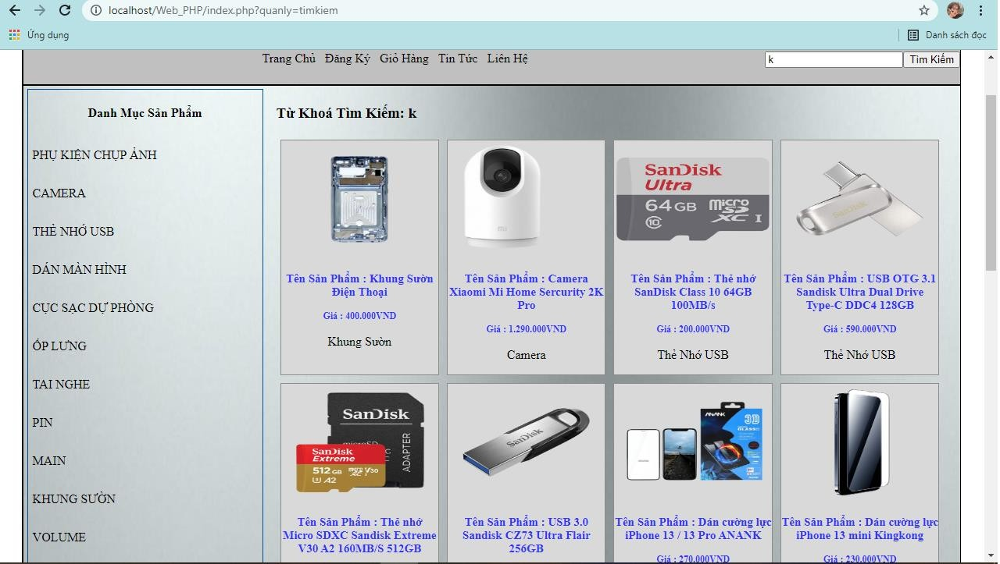 localhost/Web_PHP/index.php?quanly=timkiem
Ứng dụng
Danh sách đọc
Trang Chủ Đăng Ký Giỏ Hàng Tin Tức Liên Hệ
k
Tìm Kiếm
Danh Mục Sản Phẩm
PHỤ KIỆN CHỤP ẢNH
CAMERA
THẺ NHỚ USB
DÁN MÀN HÌNH
CỤC SẠC DỰ PHÒNG
ỐP LƯNG
TAI NGHE
PIN
MAIN
KHUNG SƯỜN
VOLUME
Từ Khoá Tìm Kiếm: k
Tên Sản Phẩm : Khung Sườn
Điện Thoại
Giá : 400.000VND
Khung Sườn
mi
Tên Sản Phẩm : Camera
Xiaomi Mi Home Sercurity 2K
Pro
Giá : 1.290.000VND
Camera
SanDisk
Ultra
64 GB
micro
SD
XC I
10
Tên Sản Phẩm : Thẻ nhớ
SanDisk Class 10 64GB
100MB/s
Giá : 200.000VND
Thẻ Nhớ USB
SanDisk
Tên Sản Phẩm : USB OTG 3.1
Sandisk Ultra Dual Drive
Type-C DDC4 128GB
Giá : 590.000VND
Thẻ Nhớ USB
SanDisk
ADAPTER
SanDisk
Extreme
512 GB
V30
A2
Tên Sản Phẩm : Thẻ nhớ
Micro SDXC Sandisk Extreme
V30 A2 160MB/S 512GB
SanDisk
Tên Sản Phẩm : USB 3.0
Sandisk CZ73 Ultra Flair
256GB
ANANK
3D
Tên Sản Phẩm : Dán cường lực
iPhone 13 / 13 Pro ANANK
Giá : 270.000VND
Tên Sản Phẩm : Dán cường lực
iPhone 13 mini Kingkong
Giá : 230.000VND